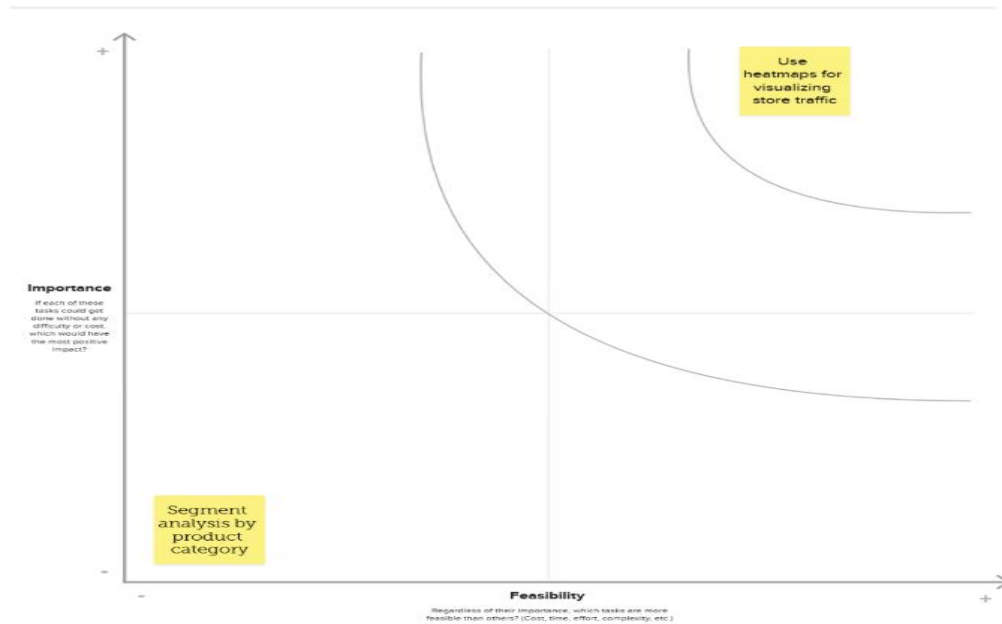 +
Use
heatmaps for
visualizing
store traffic
Importance
If each of these
tasks could get
done without any
difficulty or cost,
which would have
the most positive
impact?
Segment
analysis by
product
category
-
-
Feasibility
+
Regardless of their importance, which tasks are more
feasible than others? (Cost, time, effort, complexity, etc.)